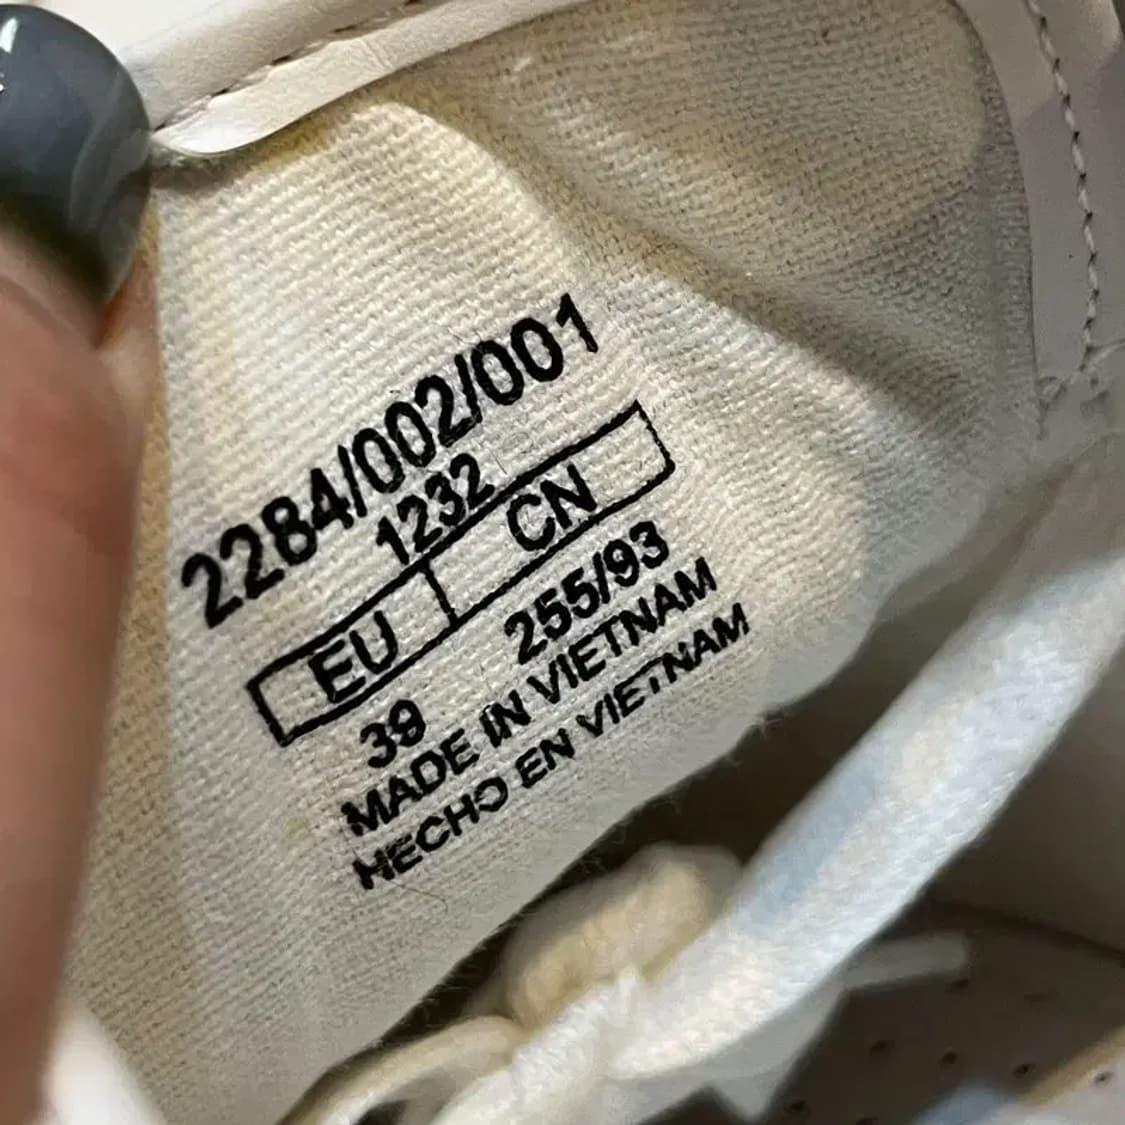 2284/002/001
1232
EU CN
39 255/93
MADE IN VIETNAM
HECHO EN VIETNAM